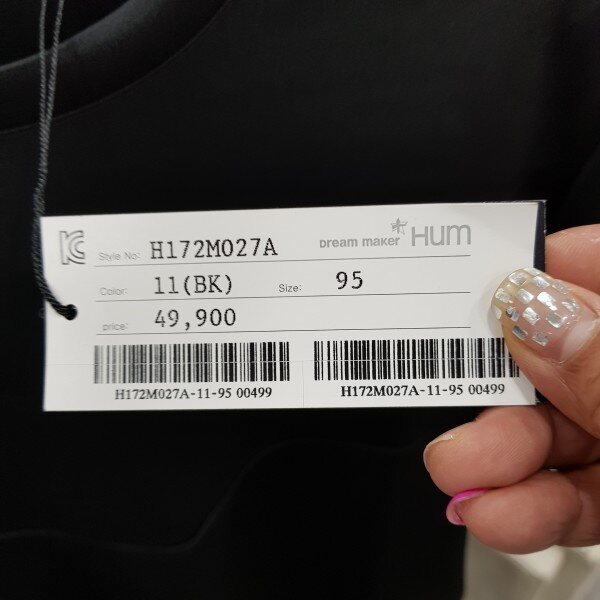 KC Style No: H172M027A Dream maker Hum
Color: 11(BK) Size: 95
price: 49,900
H172M027A-11-95 00499 H172M027A-11-95 00499